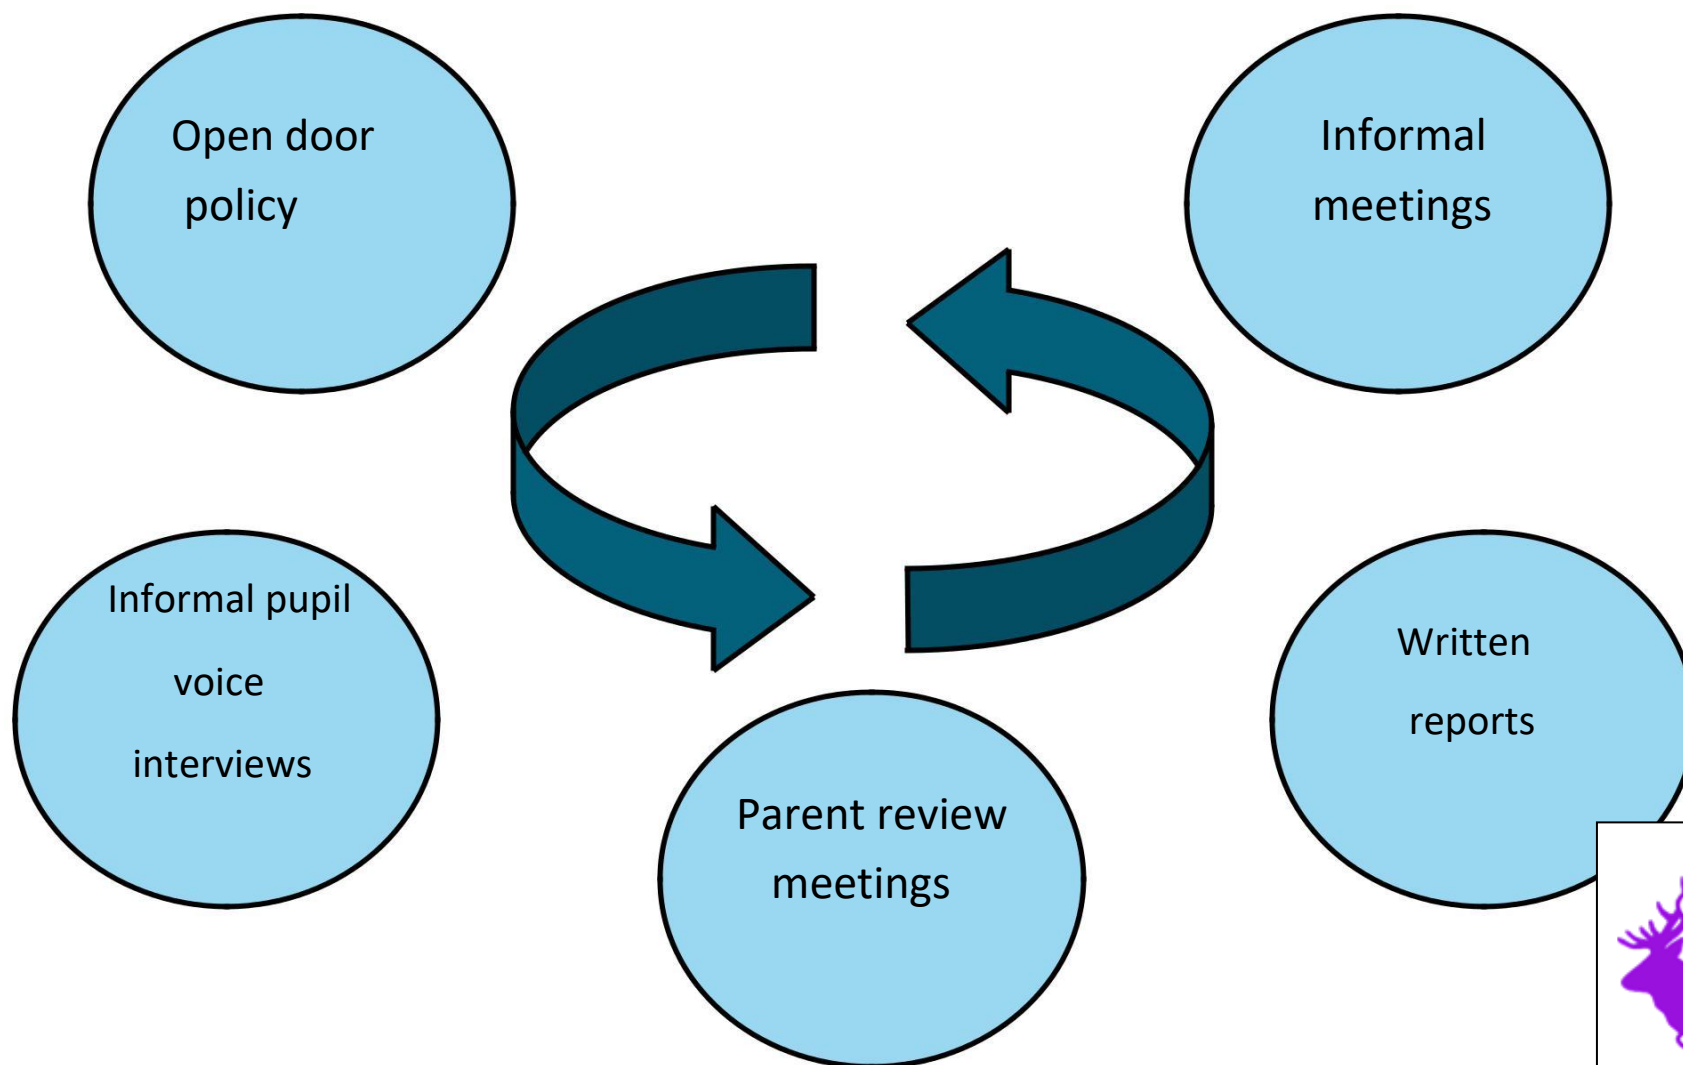 Open door
policy
Informal
meetings
Informal pupil
voice
interviews
Written
reports
Parent review
meetings